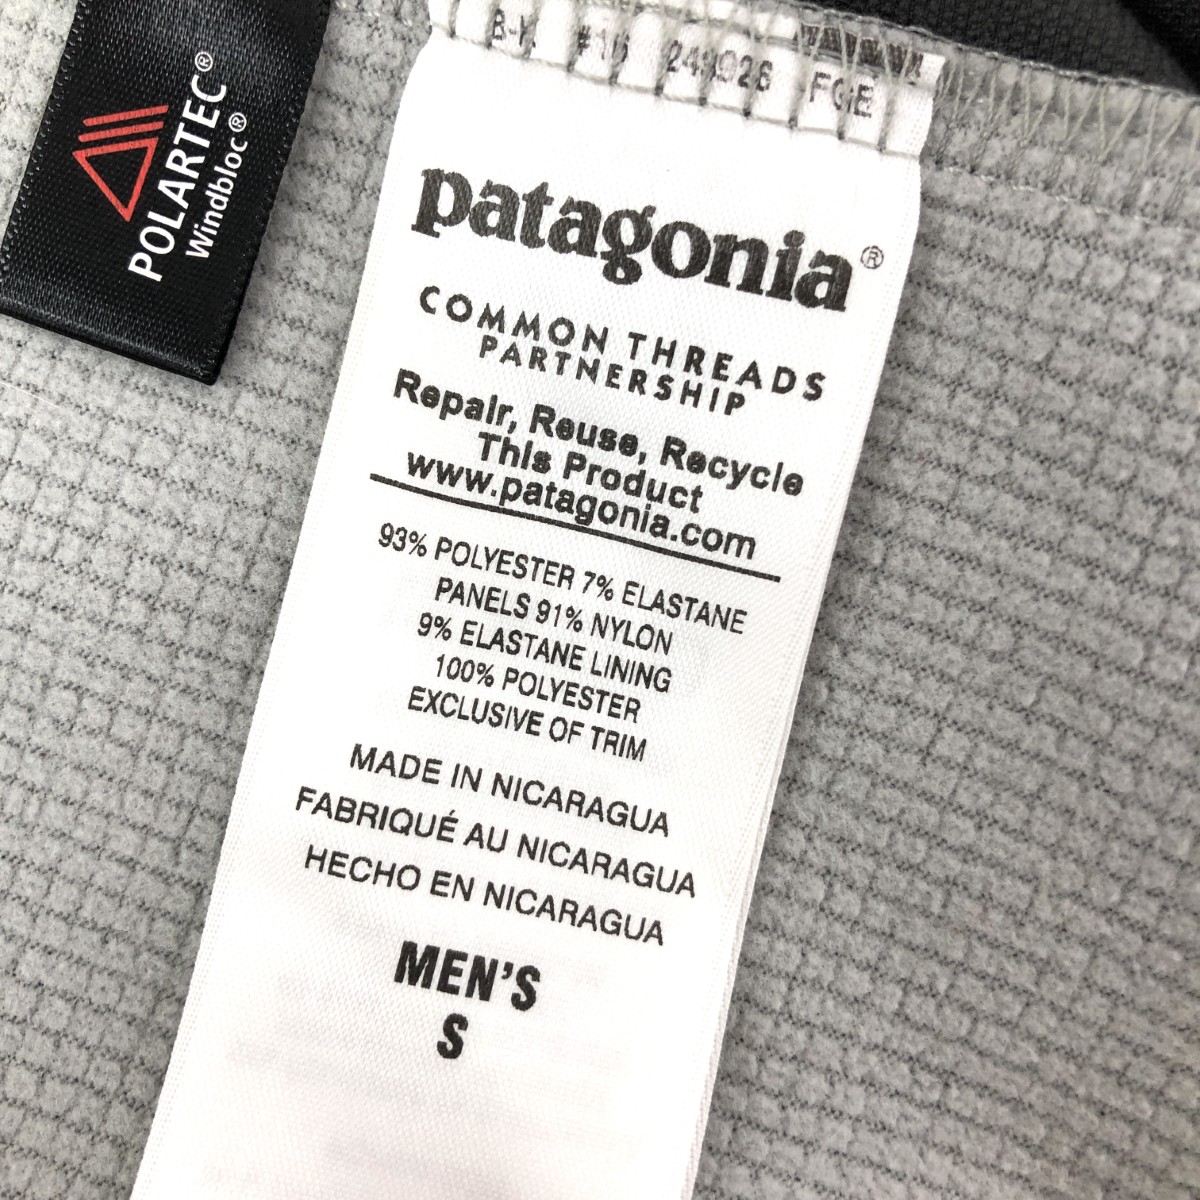 POLARTEC®
Windbloc®
FGE
patagonia®
COMMON THREADS
PARTNERSHIP
Repair, Reuse, Recycle
This Product
www.patagonia.com
93% POLYESTER 7% ELASTANE
PANELS 91% NYLON
9% ELASTANE LINING
100% POLYESTER
EXCLUSIVE OF TRIM
MADE IN NICARAGUA
FABRIQUÉ AU NICARAGUA
HECHO EN NICARAGUA
MEN'S
S